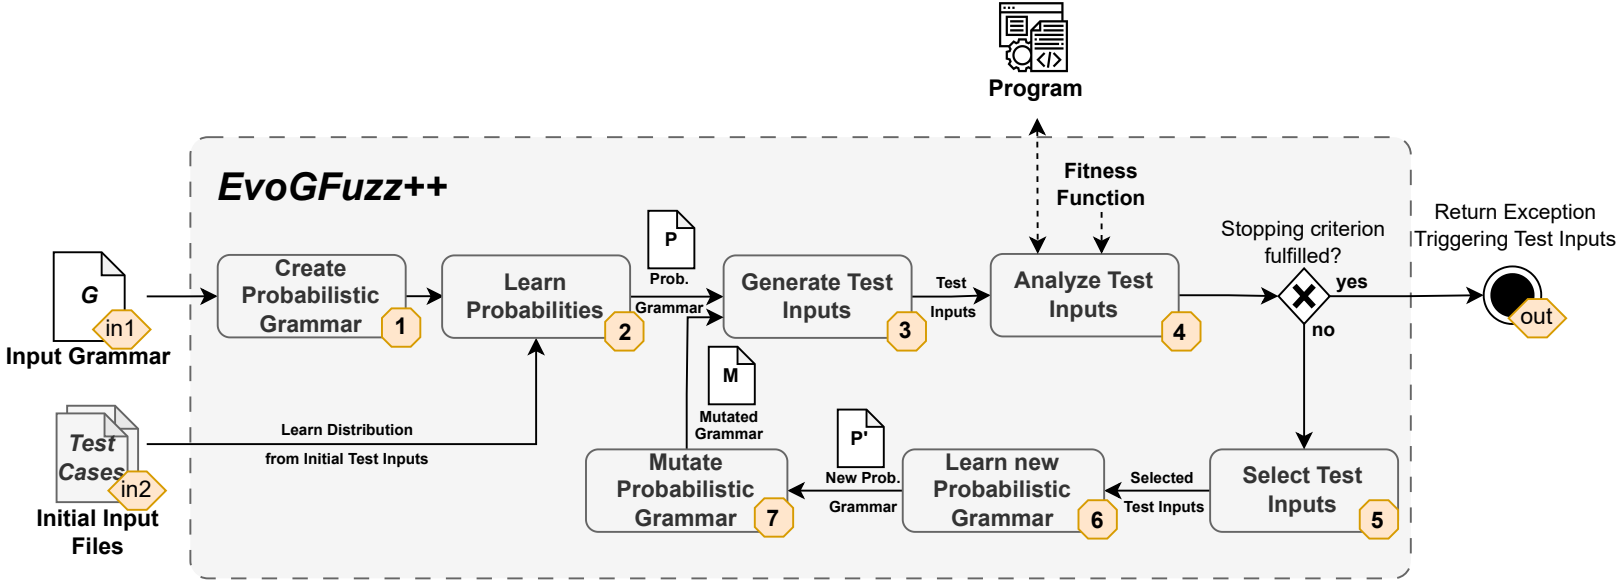 Program
EvoGFuzz++
Fitness
Function
G
in1
Input Grammar
Create
Probabilistic
Grammar
1
Learn
Probabilities
2
P
Prob.
Grammar
Generate Test
Inputs
3
Test
Inputs
Analyze Test
Inputs
4
Stopping criterion
fulfilled?
yes
no
Return Exception
Triggering Test Inputs
out
Test
Cases
in2
Initial Input
Files
Learn Distribution
from Initial Test Inputs
M
Mutated
Grammar
Mutate
Probabilistic
Grammar
7
P'
New Prob.
Grammar
Learn new
Probabilistic
Grammar
6
Selected
Test Inputs
Select Test
Inputs
5